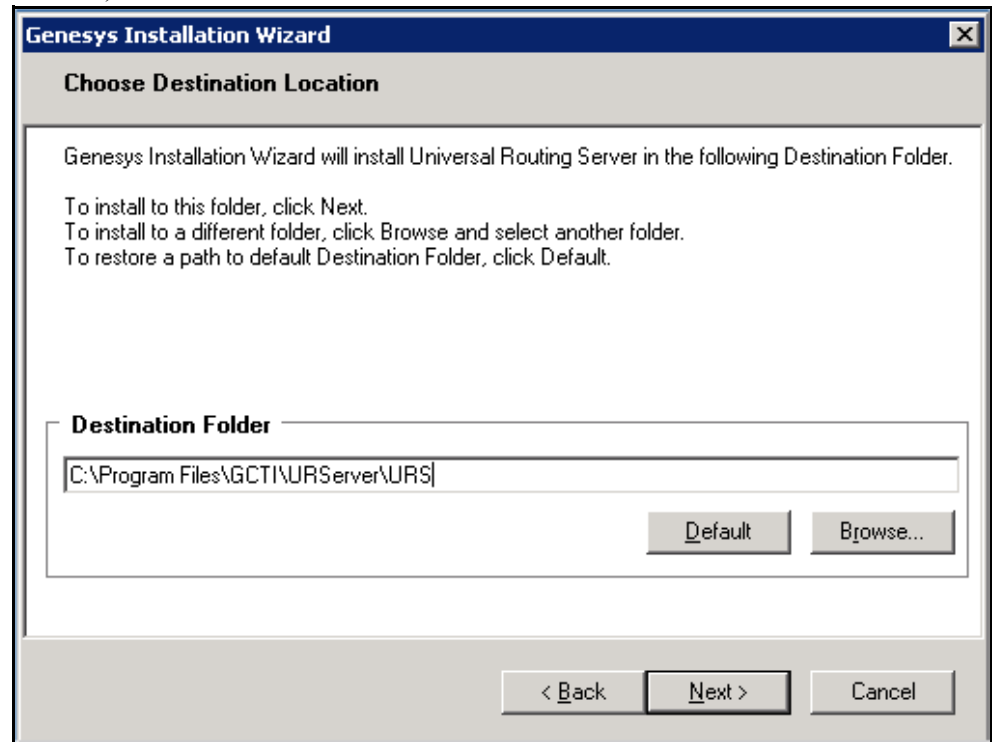 Genesys Installation Wizard
Choose Destination Location
Genesys Installation Wizard will install Universal Routing Server in the following Destination Folder.
To install to this folder, click Next.
To install to a different folder, click Browse and select another folder.
To restore a path to default Destination Folder, click Default.
Destination Folder
C:\Program Files\GCTI\URServer\URS
Default Browse...
< Back Next > Cancel